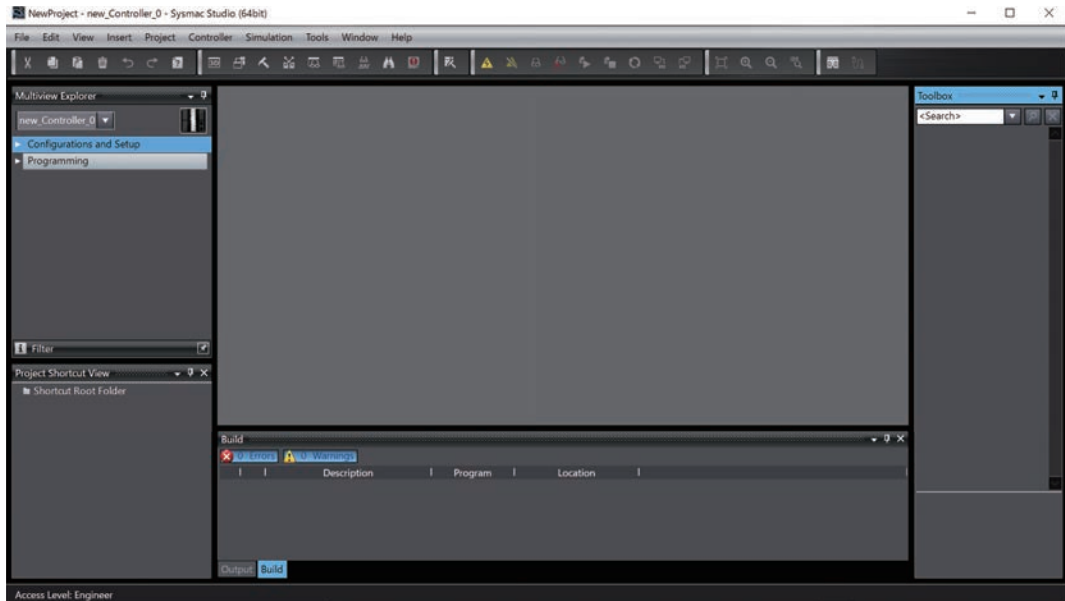 NewProject - new_Controller_0 - Sysmac Studio (64bit)
File Edit View Insert Project Controller Simulation Tools Window Help
Multiview Explorer
new_Controller_0
Configurations and Setup
Programming
Filter
Project Shortcut View
Shortcut Root Folder
Build
0 Errors 0 Warnings
Description Program Location
Output Build
Toolbox
<Search>
Access Level: Engineer